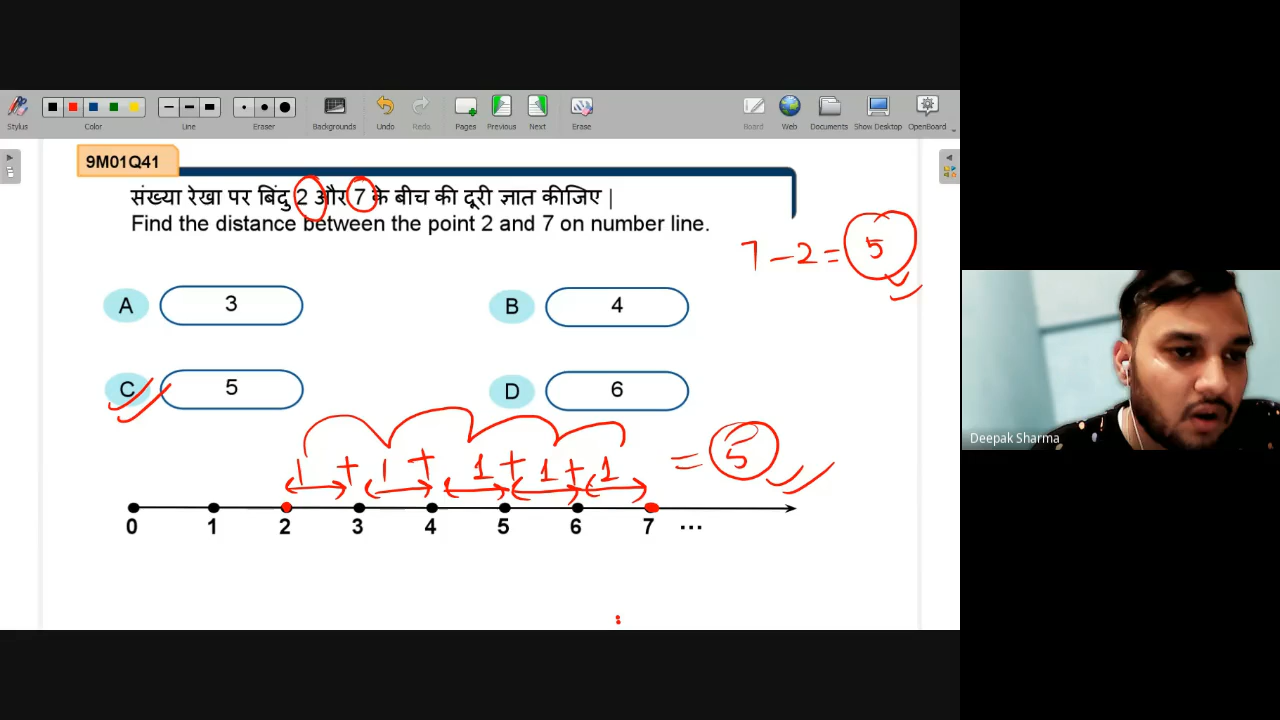 Stylus Color Line Eraser Backgrounds Undo Redo Pages Previous Next Erase Board Web Documents Show Desktop OpenBoard
9M01Q41
संख्या रेखा पर बिंदु 2 और 7 के बीच की दूरी ज्ञात कीजिए |
Find the distance between the point 2 and 7 on number line.
7 – 2 = 5
A 3
B 4
C 5
D 6
1 + 1 + 1 + 1 + 1 = 5
0 1 2 3 4 5 6 7 ...
Deepak Sharma